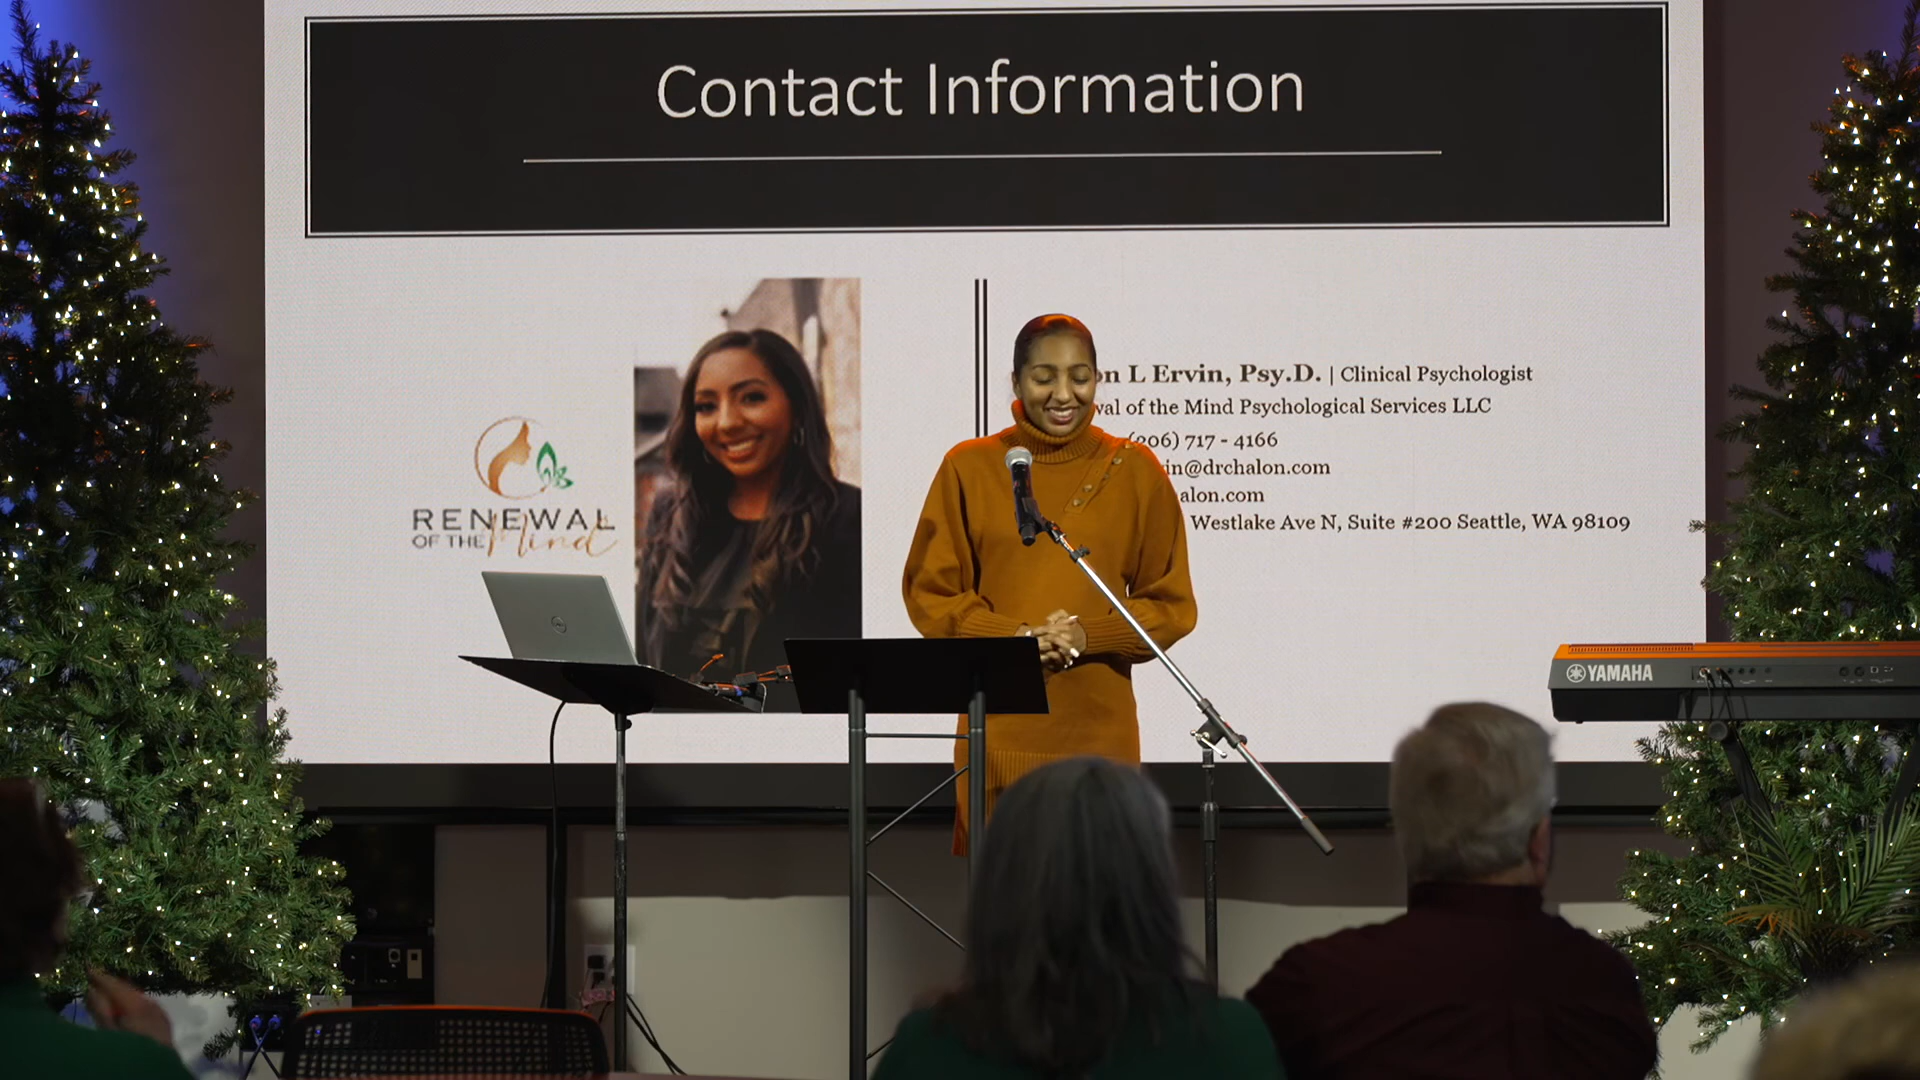 Contact Information
L Ervin, Psy.D. | Clinical Psychologist
of the Mind Psychological Services LLC
(206) 717 - 4166
in@drchalon.com
alon.com
Westlake Ave N, Suite #200 Seattle, WA 98109
RENEWAL
OF THE Mind
DELL
YAMAHA